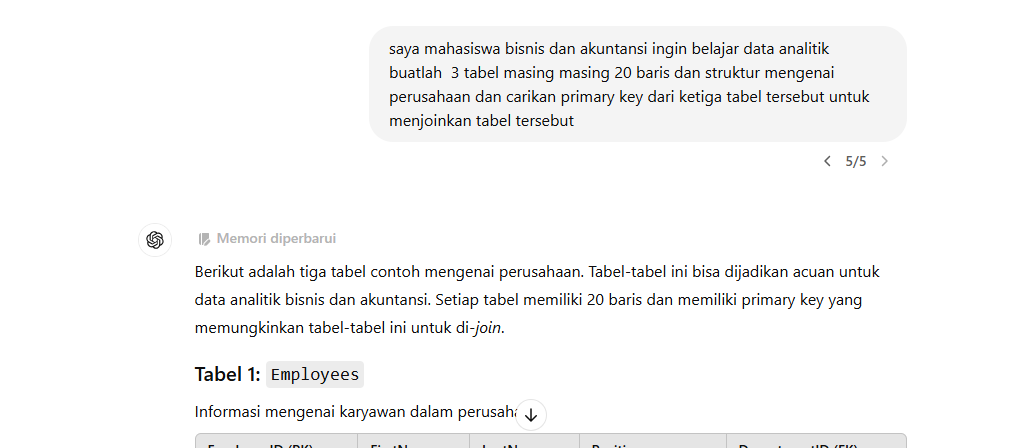 saya mahasiswa bisnis dan akuntansi ingin belajar data analitik
buatlah  3 tabel masing masing 20 baris dan struktur mengenai
perusahaan dan carikan primary key dari ketiga tabel tersebut untuk
menjoinkan tabel tersebut
5/5
Memori diperbarui
Berikut adalah tiga tabel contoh mengenai perusahaan. Tabel-tabel ini bisa dijadikan acuan untuk
data analitik bisnis dan akuntansi. Setiap tabel memiliki 20 baris dan memiliki primary key yang
memungkinkan tabel-tabel ini untuk di-join.
Tabel 1: Employees
Informasi mengenai karyawan dalam